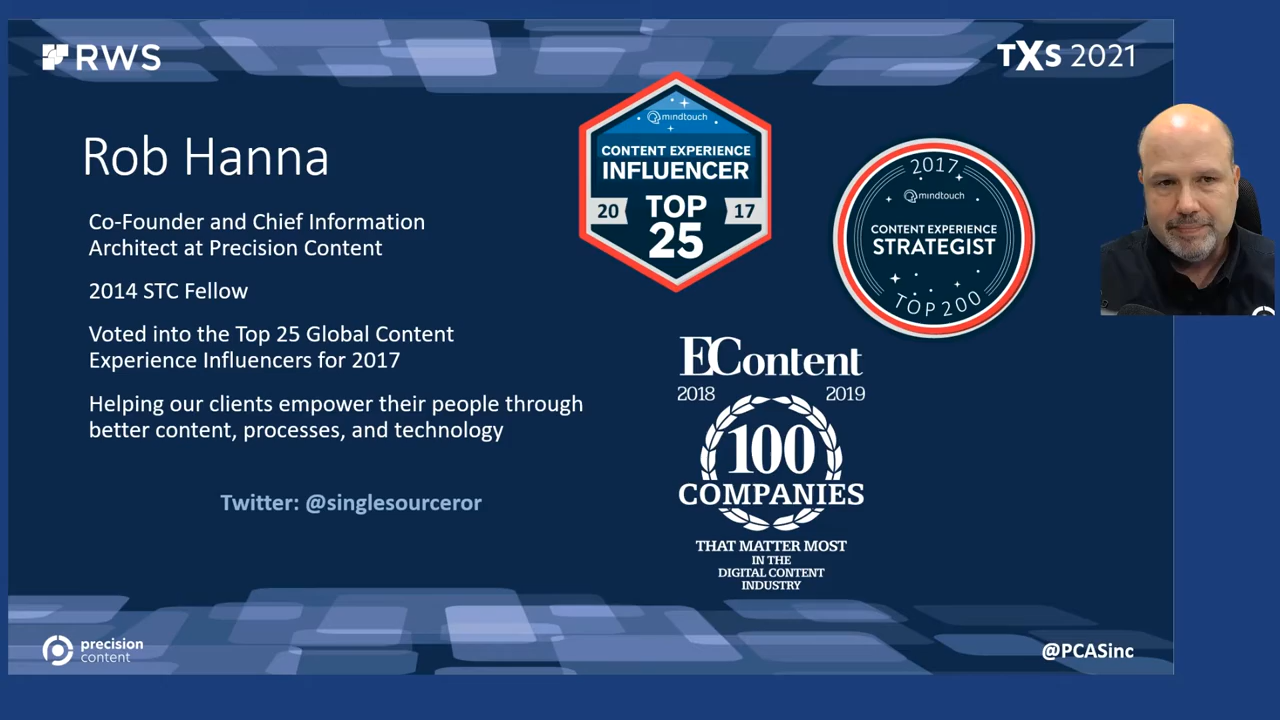 RWS
TXS 2021
Rob Hanna
Co-Founder and Chief Information
Architect at Precision Content
2014 STC Fellow
Voted into the Top 25 Global Content
Experience Influencers for 2017
Helping our clients empower their people through
better content, processes, and technology
Twitter: @singlesourceror
mindtouch
CONTENT EXPERIENCE
INFLUENCER
20 TOP 17
25
2017
mindtouch
CONTENT EXPERIENCE
STRATEGIST
TOP 200
EContent
2018 2019
100
COMPANIES
THAT MATTER MOST
IN THE
DIGITAL CONTENT
INDUSTRY
precision
content
@PCASinc